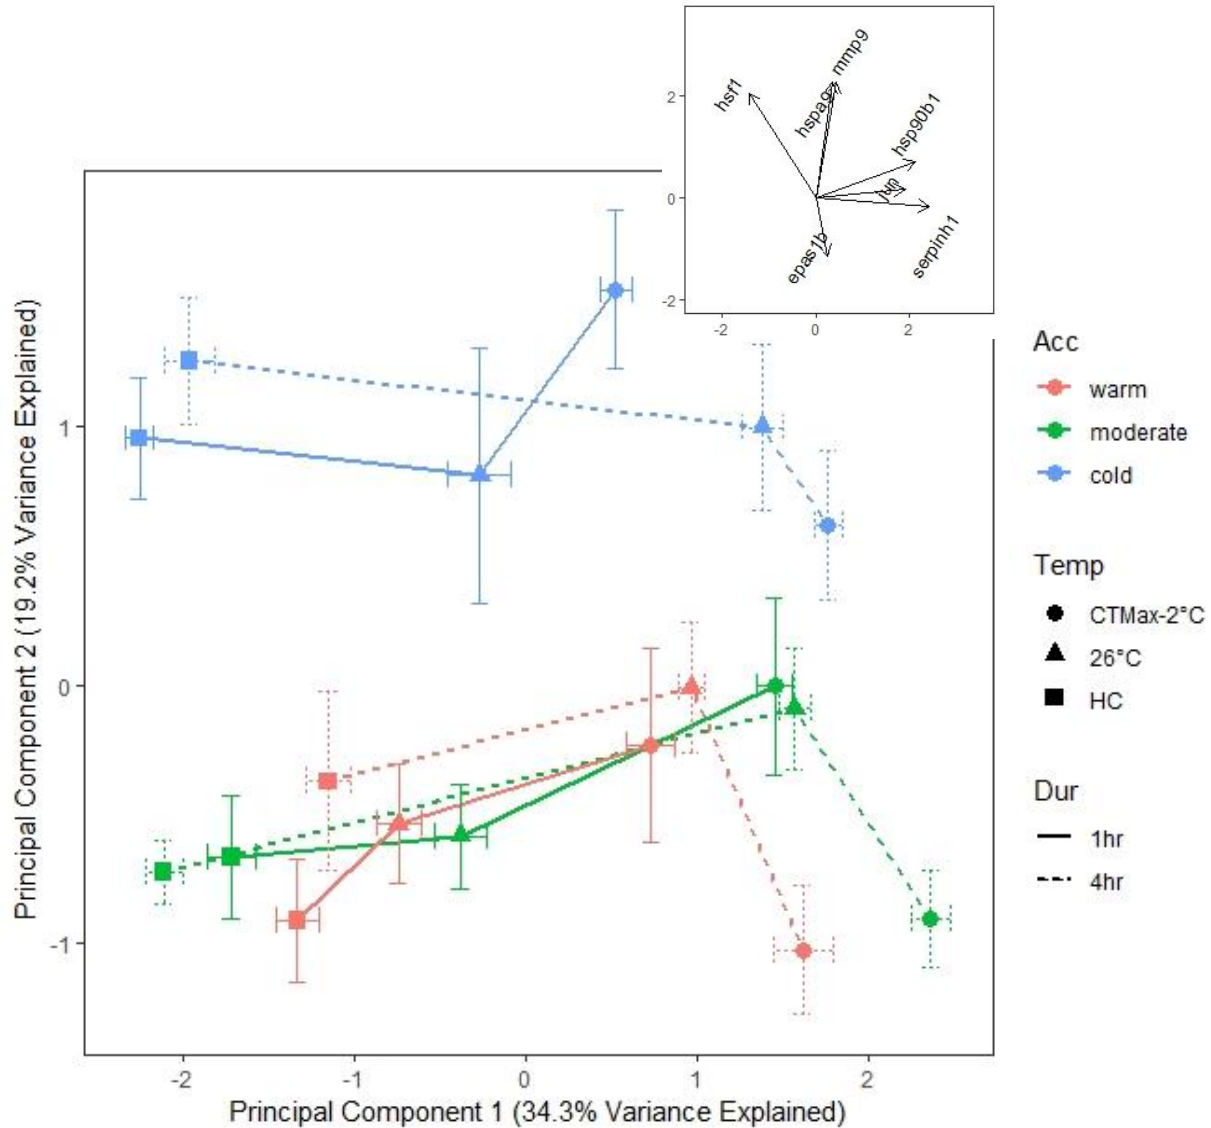 mmp9
hsf1
hspa9
hsp90b1
jun
serpinh1
epas1b
2
0
-2
-2
0
2
Principal Component 2 (19.2% Variance Explained)
1
0
-1
-2
-1
0
1
2
Principal Component 1 (34.3% Variance Explained)
Acc
warm
moderate
cold
Temp
CTMax-2°C
26°C
HC
Dur
1hr
4hr